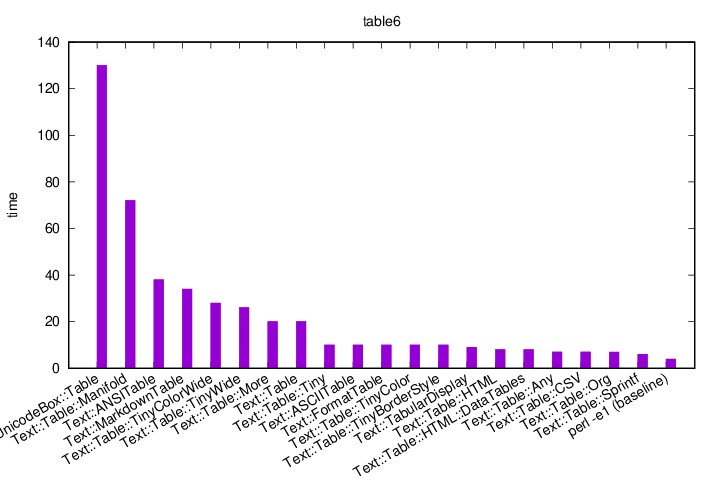 table6
140
120
100
80
60
40
20
0
time
UnicodeBox::Table
Text::Table::Manifold
Text::ANSITable
Text::MarkdownTable
Text::Table::TinyColorWide
Text::Table::TinyWide
Text::Table::More
Text::Table
Text::Table::Tiny
Text::ASCIITable
Text::FormatTable
Text::Table::TinyColor
Text::Table::TinyBorderStyle
Text::TabularDisplay
Text::Table::HTML
Text::Table::HTML::DataTables
Text::Table::Any
Text::Table::CSV
Text::Table::Org
Text::Table::Sprintf
perl -e1 (baseline)